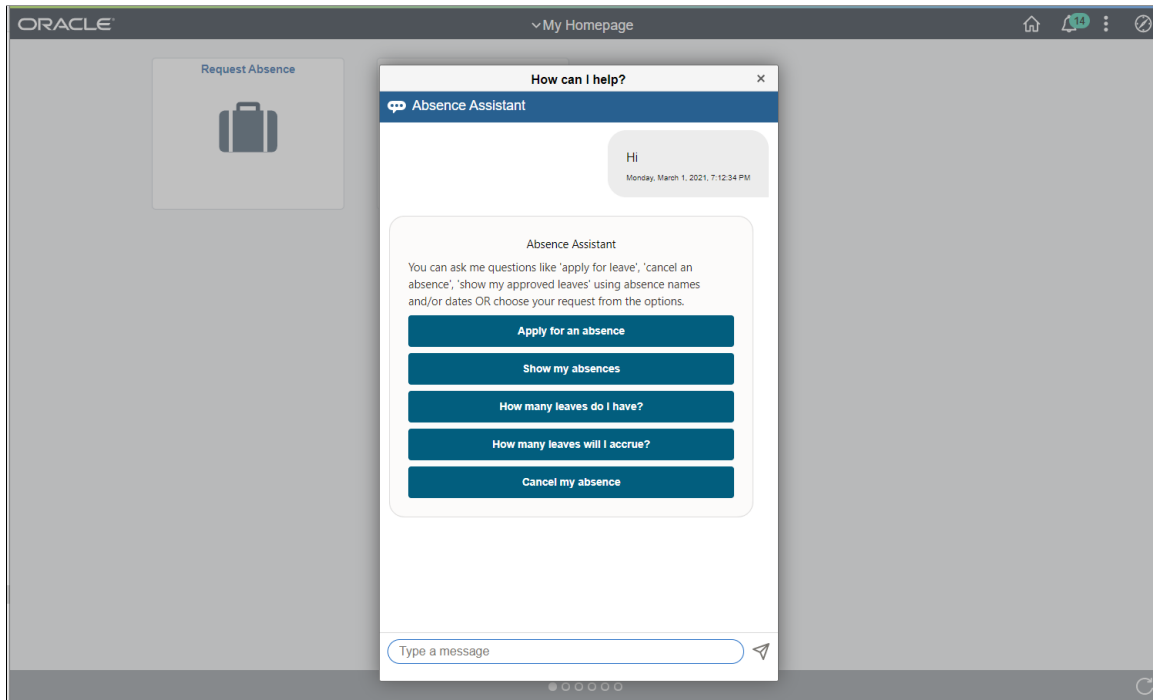 ORACLE
My Homepage
14
Request Absence
How can I help?
Absence Assistant
Hi
Monday, March 1, 2021, 7:12:34 PM
Absence Assistant
You can ask me questions like 'apply for leave', 'cancel an
absence', 'show my approved leaves' using absence names
and/or dates OR choose your request from the options.
Apply for an absence
Show my absences
How many leaves do I have?
How many leaves will I accrue?
Cancel my absence
Type a message